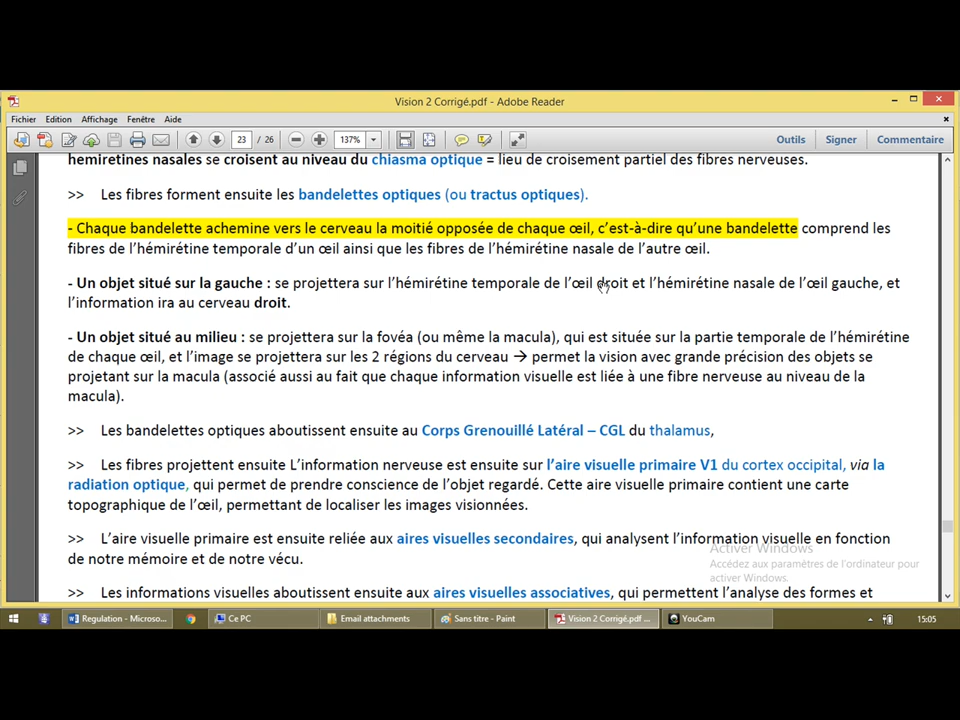 Vision 2 Corrigé.pdf - Adobe Reader
Fichier Edition Affichage Fenêtre Aide
23 / 26 137% Outils Signer Commentaire
hémirétines nasales se croisent au niveau du chiasma optique = lieu de croisement partiel des fibres nerveuses.
>> Les fibres forment ensuite les bandelettes optiques (ou tractus optiques).
- Chaque bandelette achemine vers le cerveau la moitié opposée de chaque œil, c’est-à-dire qu’une bandelette comprend les
fibres de l’hémirétine temporale d’un œil ainsi que les fibres de l’hémirétine nasale de l’autre œil.
- Un objet situé sur la gauche : se projettera sur l’hémirétine temporale de l’œil droit et l’hémirétine nasale de l’œil gauche, et
l’information ira au cerveau droit.
- Un objet situé au milieu : se projettera sur la fovéa (ou même la macula), qui est située sur la partie temporale de l’hémirétine
de chaque œil, et l’image se projettera sur les 2 régions du cerveau → permet la vision avec grande précision des objets se
projetant sur la macula (associé aussi au fait que chaque information visuelle est liée à une fibre nerveuse au niveau de la
macula).
>> Les bandelettes optiques aboutissent ensuite au Corps Grenouillé Latéral – CGL du thalamus,
>> Les fibres projettent ensuite L’information nerveuse est ensuite sur l’aire visuelle primaire V1 du cortex occipital, via la
radiation optique, qui permet de prendre conscience de l’objet regardé. Cette aire visuelle primaire contient une carte
topographique de l’œil, permettant de localiser les images visionnées.
>> L’aire visuelle primaire est ensuite reliée aux aires visuelles secondaires, qui analysent l’information visuelle en fonction
de notre mémoire et de notre vécu.
Activer Windows
Accédez aux paramètres de l’ordinateur pour
activer Windows.
>> Les informations visuelles aboutissent ensuite aux aires visuelles associatives, qui permettent l’analyse des formes et
Regulation - Microso... Ce PC Email attachments Sans titre - Paint Vision 2 Corrigé.pdf ... YouCam 15:05